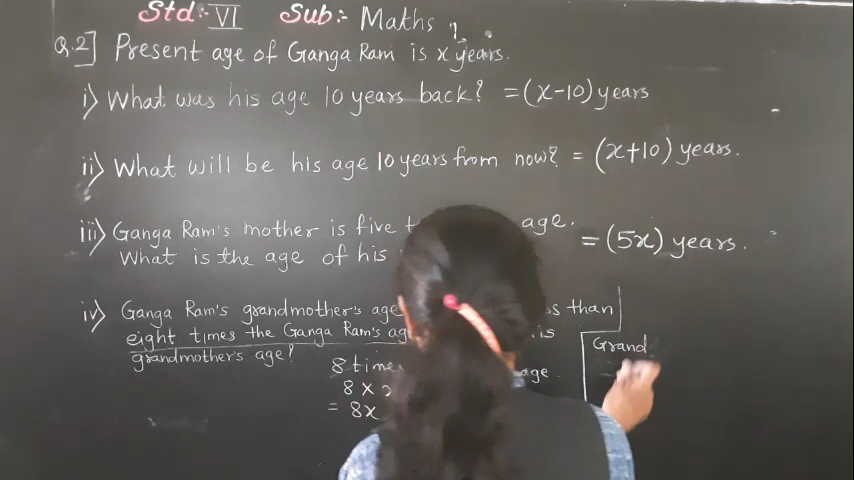 Std:- VI Sub:- Maths
Q.2] Present age of Ganga Ram is x years.
i) What was his age 10 years back? = (x-10) years
ii) What will be his age 10 years from now? = (x+10) years.
iii) Ganga Ram's mother is five age.
What is the age of his = (5x) years.
iv) Ganga Ram's grandmother's age than
eight times the Ganga Ram's is
grandmother's age?
8 age.
8 ×
= 8x
Grand